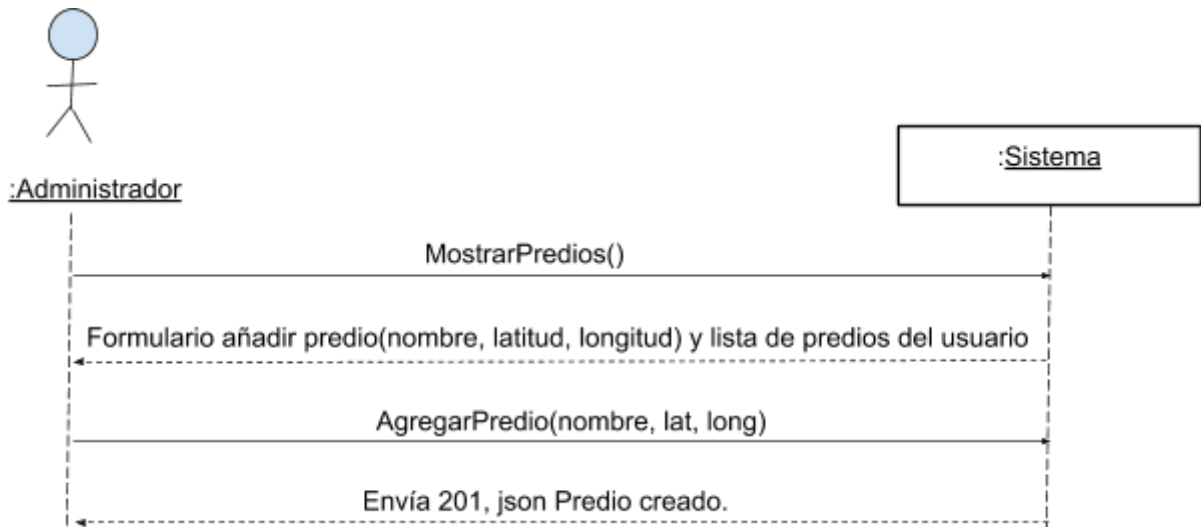 :Administrador
:Sistema
MostrarPredios()
Formulario añadir predio(nombre, latitud, longitud) y lista de predios del usuario
AgregarPredio(nombre, lat, long)
Envía 201, json Predio creado.